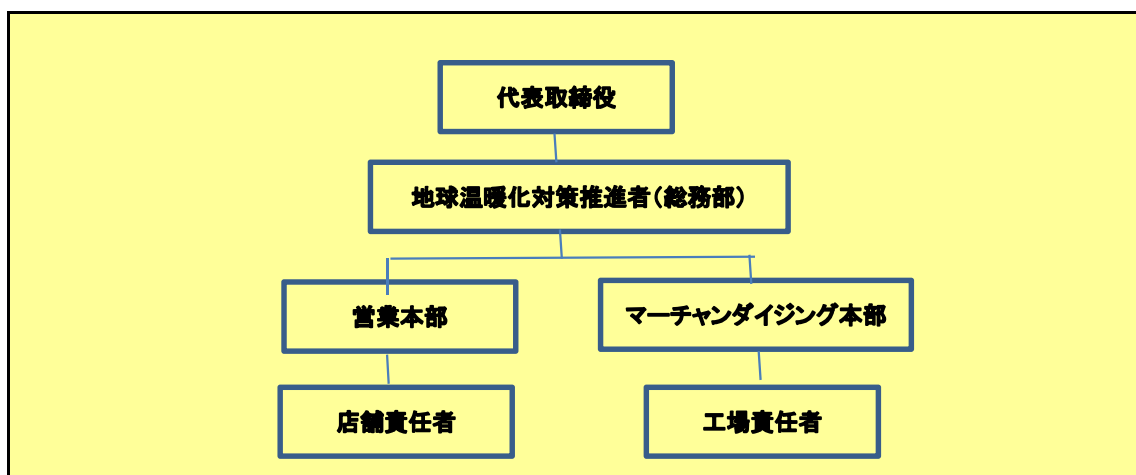 代表取締役
地球温暖化対策推進者（総務部）
営業本部
マーチャンダイジング本部
店舗責任者
工場責任者